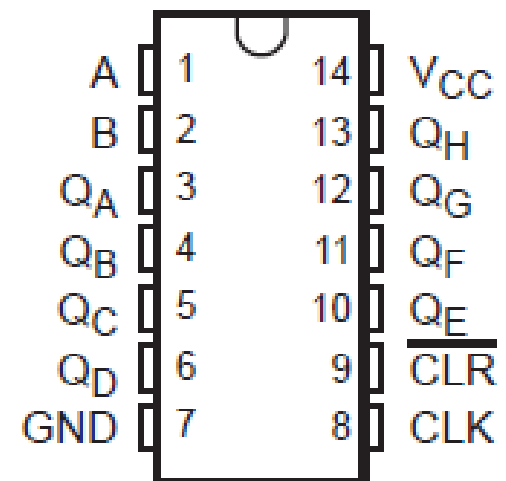 A 1 14 VCC
B 2 13 QH
QA 3 12 QG
QB 4 11 QF
QC 5 10 QE
QD 6 9 C̅L̅R̅
GND 7 8 CLK